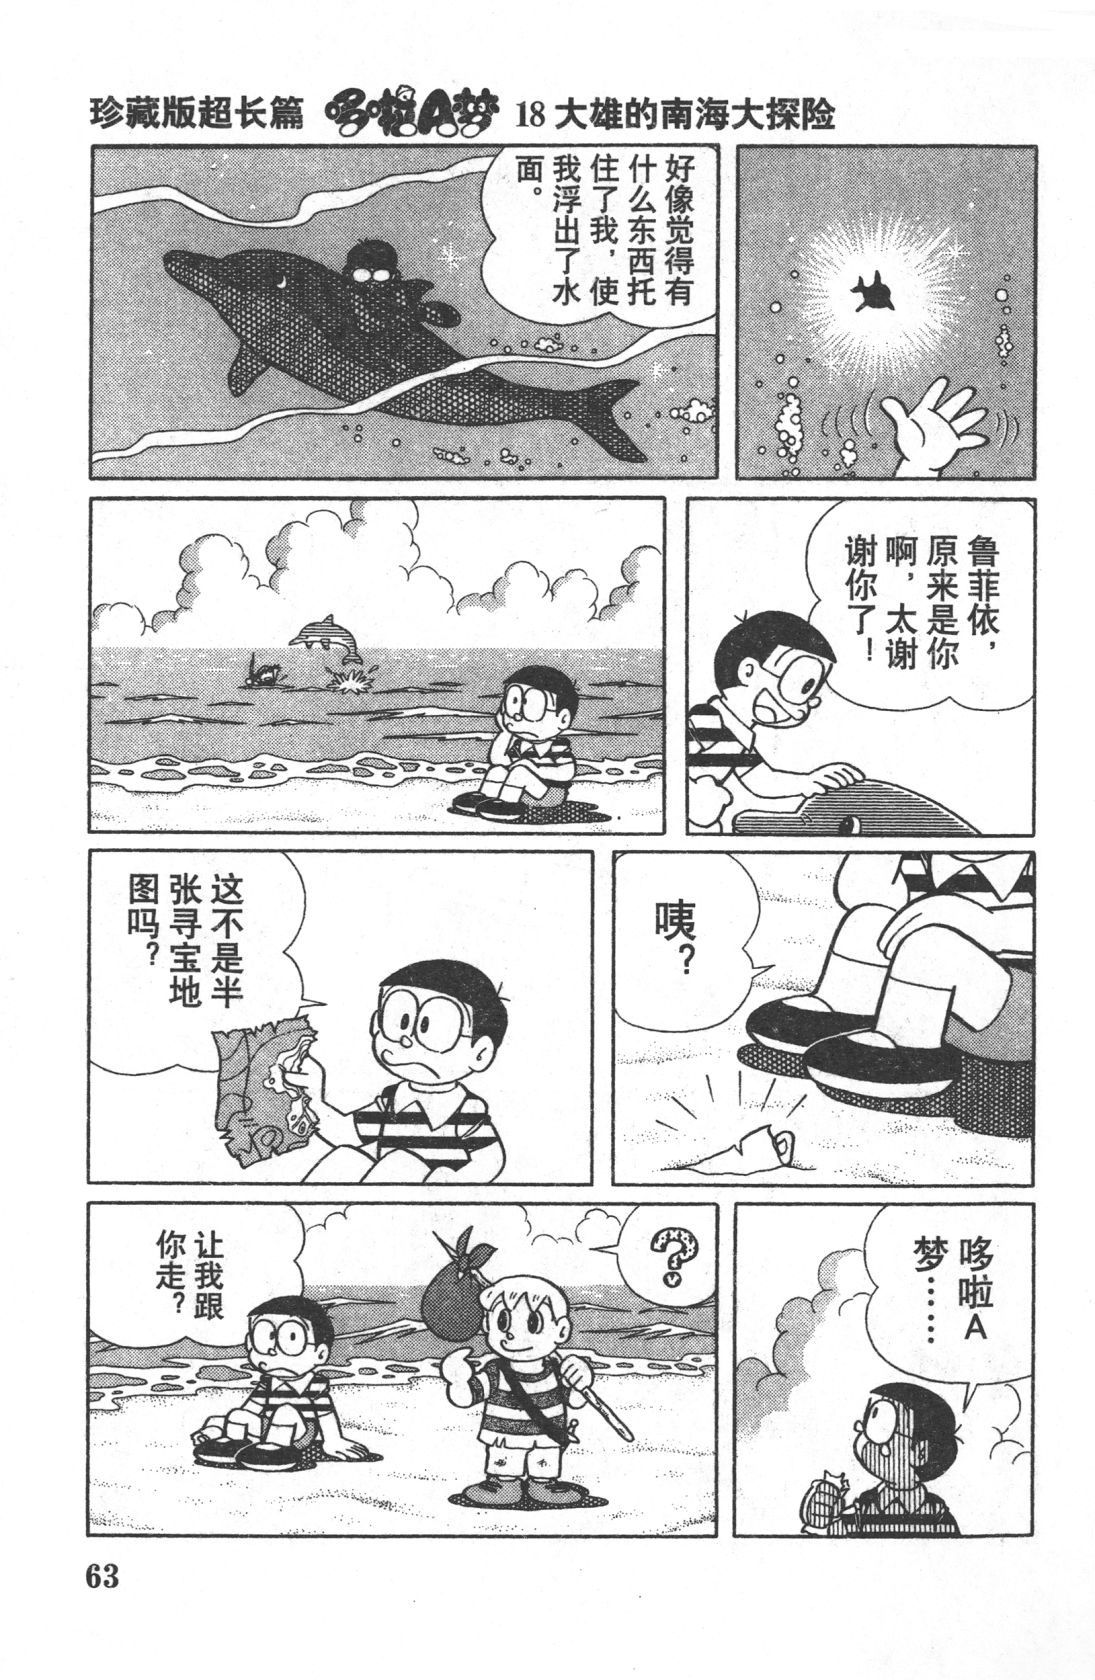 珍藏版超长篇 哆啦A梦 18 大雄的南海大探险
好像觉得有
什么东西托
住了我，使
我浮出了水
面。
鲁菲依，
原来是你
啊，太谢
谢你了！
咦？
这不是半
张寻宝地
图吗？
哆啦A
梦……
？
让我跟
你走？
63